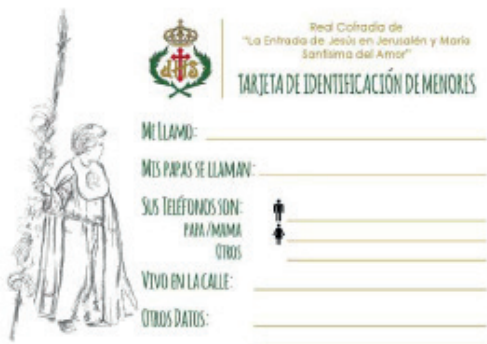 Real Cofradía de
"La Entrada de Jesús en Jerusalén y María
Santísima del Amor"
TARJETA DE IDENTIFICACIÓN DE MENORES
ME LLAMO:
MIS PAPAS SE LLAMAN:
SUS TELÉFONOS SON:
PAPA/MAMA
OTROS
VIVO EN LA CALLE:
OTROS DATOS: